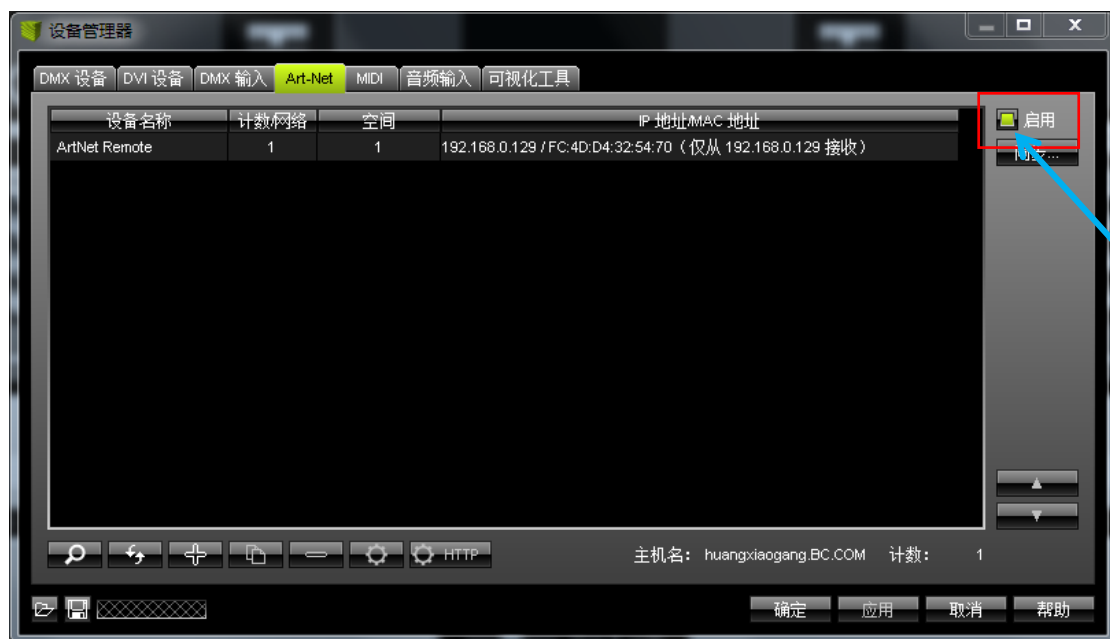 设备管理器
DMX 设备 DVI 设备 DMX 输入 Art-Net MIDI 音频输入 可视化工具
设备名称 计数/网络 空间 IP 地址/MAC 地址 启用
ArtNet Remote 1 1 192.168.0.129 / FC:4D:D4:32:54:70（仅从 192.168.0.129 接收）
HTTP 主机名: huangxiaogang.BC.COM 计数: 1
确定 应用 取消 帮助